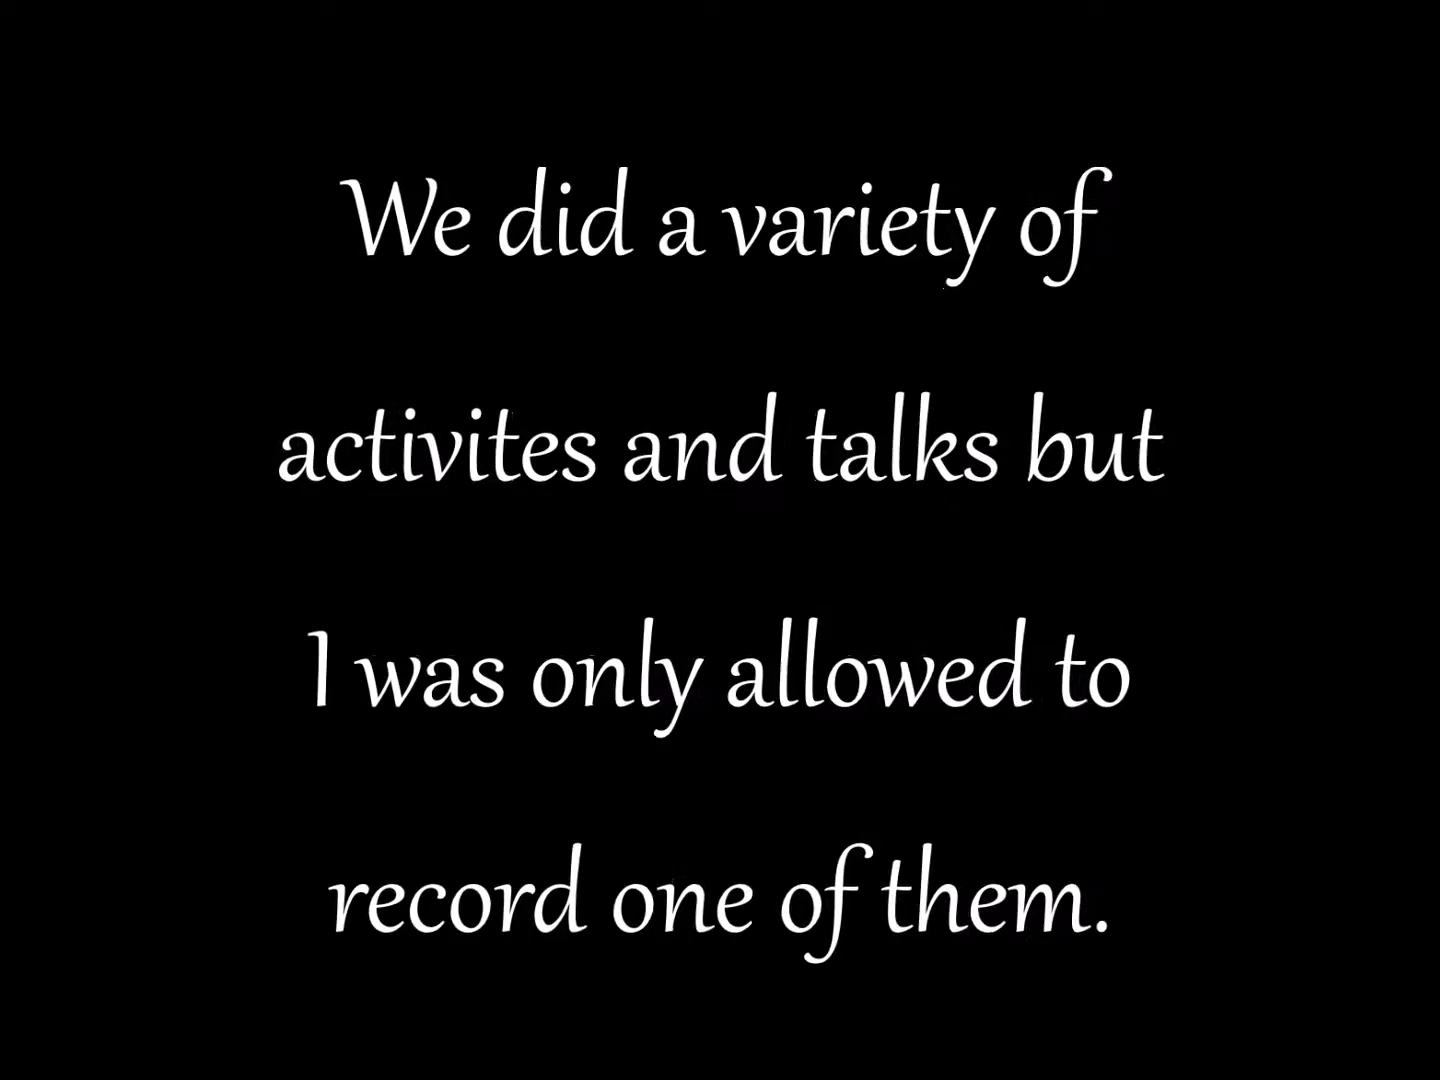 We did a variety of
activites and talks but
I was only allowed to
record one of them.